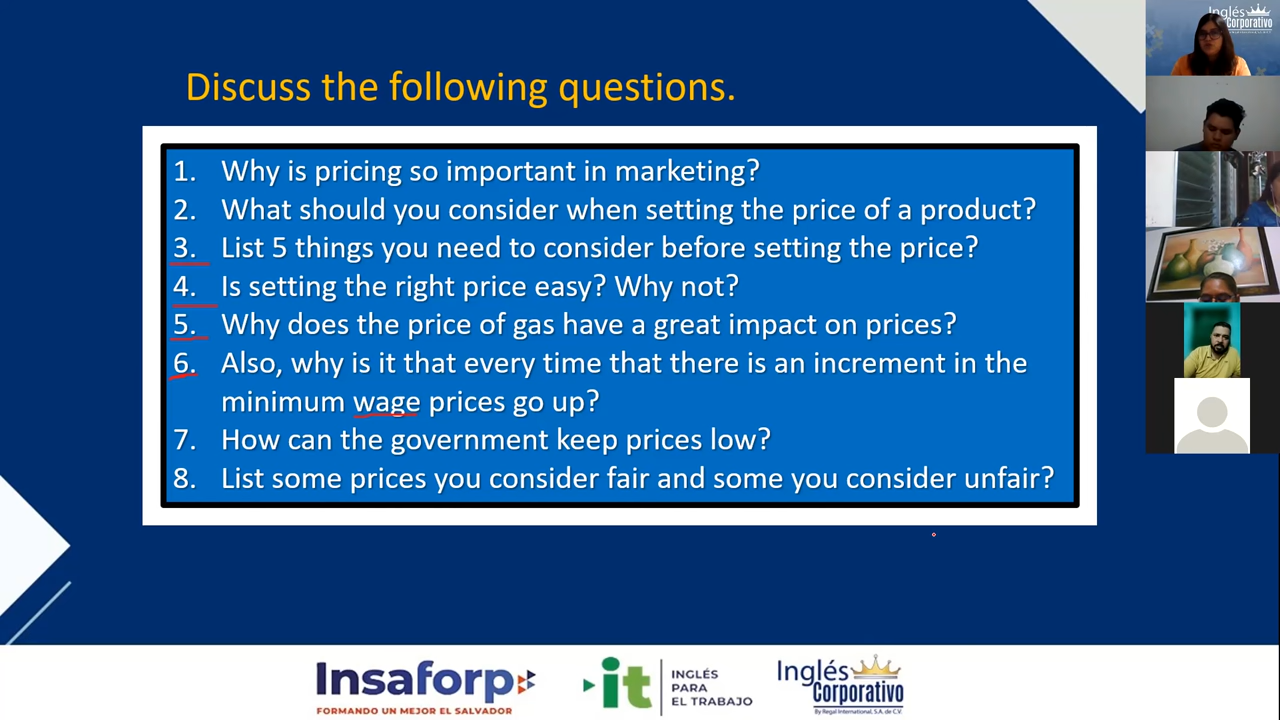 Discuss the following questions.
1. Why is pricing so important in marketing?
2. What should you consider when setting the price of a product?
3. List 5 things you need to consider before setting the price?
4. Is setting the right price easy? Why not?
5. Why does the price of gas have a great impact on prices?
6. Also, why is it that every time that there is an increment in the
minimum wage prices go up?
7. How can the government keep prices low?
8. List some prices you consider fair and some you consider unfair?
Inglés
Corporativo
Insaforp
FORMANDO UN MEJOR EL SALVADOR
it
INGLÉS
PARA
EL TRABAJO
Inglés
Corporativo
By Regal International, S.A. de C.V.